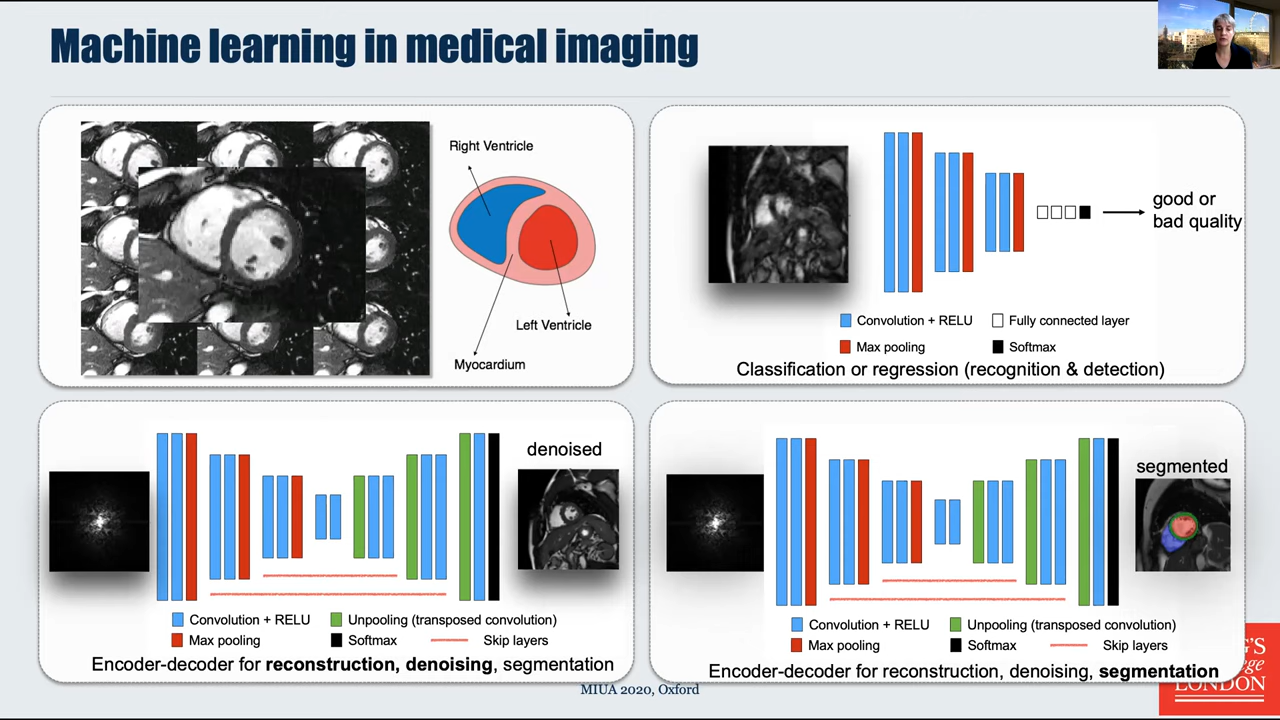 Machine learning in medical imaging
Right Ventricle
Left Ventricle
Myocardium
good or
bad quality
Convolution + RELU
Fully connected layer
Max pooling
Softmax
Classification or regression (recognition & detection)
denoised
Convolution + RELU
Unpooling (transposed convolution)
Max pooling
Softmax
Skip layers
Encoder-decoder for reconstruction, denoising, segmentation
segmented
Convolution + RELU
Unpooling (transposed convolution)
Max pooling
Softmax
Skip layers
Encoder-decoder for reconstruction, denoising, segmentation
MIUA 2020, Oxford
LONDON